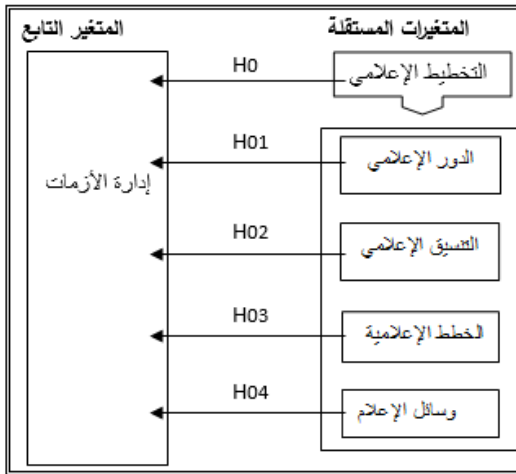 المتغيرات المستقلة
المتغير التابع
التخطيط الإعلامي
H0
الدور الإعلامي
H01
إدارة الأزمات
التنسيق الإعلامي
H02
الخطط الإعلامية
H03
وسائل الإعلام
H04